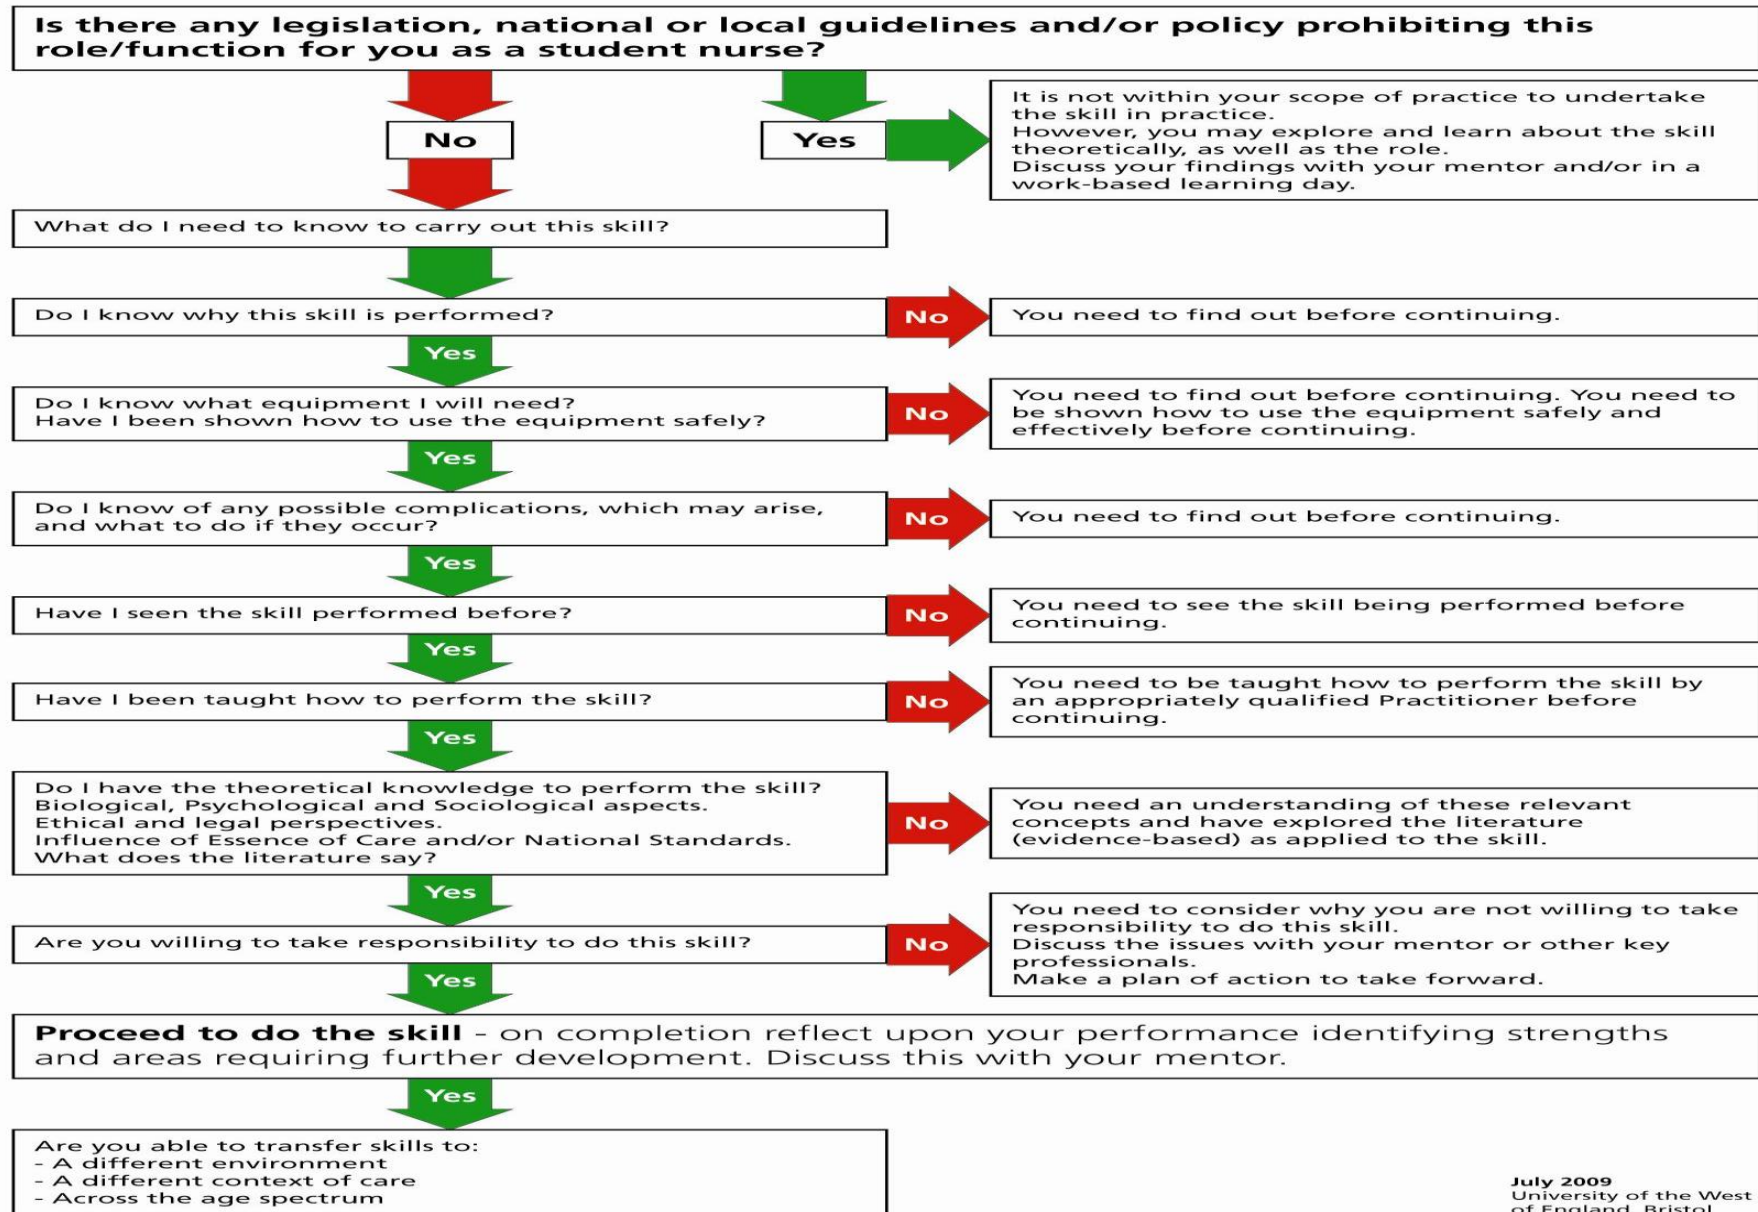 Is there any legislation, national or local guidelines and/or policy prohibiting this
role/function for you as a student nurse?
No
Yes
It is not within your scope of practice to undertake
the skill in practice.
However, you may explore and learn about the skill
theoretically, as well as the role.
Discuss your findings with your mentor and/or in a
work-based learning day.
What do I need to know to carry out this skill?
Do I know why this skill is performed?
No
You need to find out before continuing.
Yes
Do I know what equipment I will need?
Have I been shown how to use the equipment safely?
No
You need to find out before continuing. You need to
be shown how to use the equipment safely and
effectively before continuing.
Yes
Do I know of any possible complications, which may arise,
and what to do if they occur?
No
You need to find out before continuing.
Yes
Have I seen the skill performed before?
No
You need to see the skill being performed before
continuing.
Yes
Have I been taught how to perform the skill?
No
You need to be taught how to perform the skill by
an appropriately qualified Practitioner before
continuing.
Yes
Do I have the theoretical knowledge to perform the skill?
Biological, Psychological and Sociological aspects.
Ethical and legal perspectives.
Influence of Essence of Care and/or National Standards.
What does the literature say?
No
You need an understanding of these relevant
concepts and have explored the literature
(evidence-based) as applied to the skill.
Yes
Are you willing to take responsibility to do this skill?
No
You need to consider why you are not willing to take
responsibility to do this skill.
Discuss the issues with your mentor or other key
professionals.
Make a plan of action to take forward.
Yes
Proceed to do the skill - on completion reflect upon your performance identifying strengths
and areas requiring further development. Discuss this with your mentor.
Yes
Are you able to transfer skills to:
- A different environment
- A different context of care
- Across the age spectrum
July 2009
University of the West
of England, Bristol